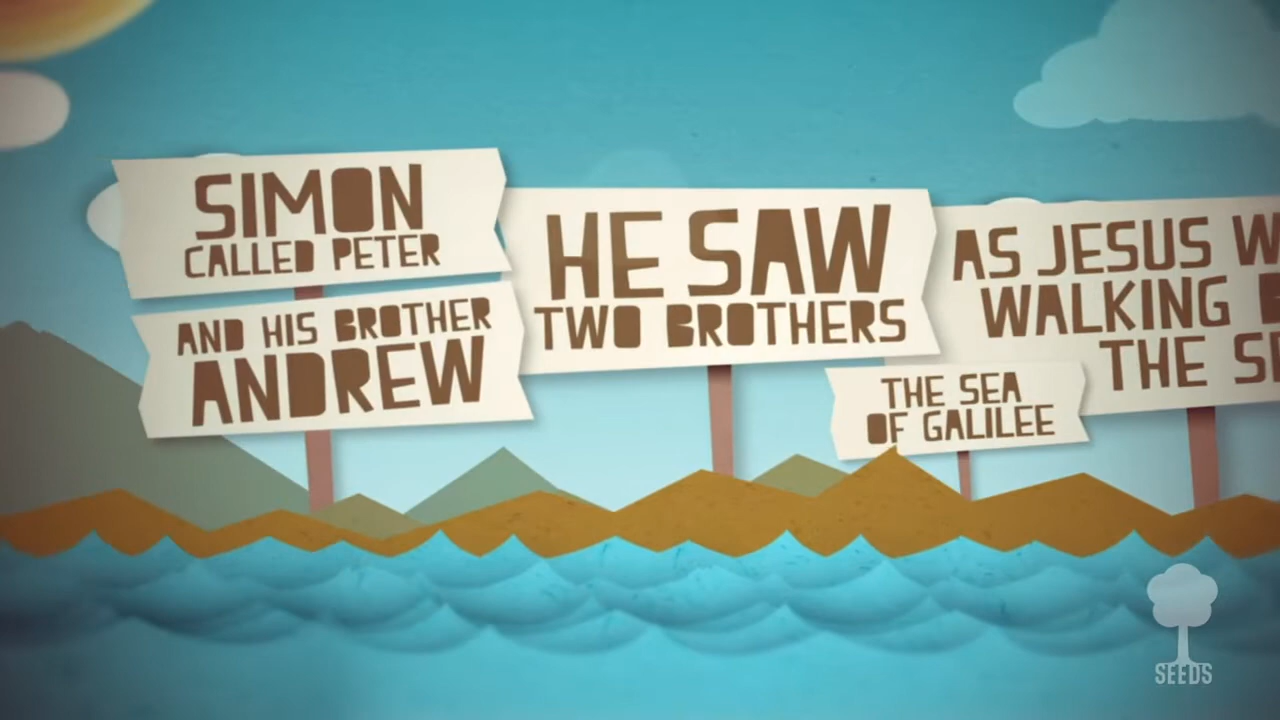 SIMON
CALLED PETER
AND HIS BROTHER
ANDREW
HE SAW
TWO BROTHERS
AS JESUS W
WALKING
THE S
THE SEA
OF GALILEE
SEEDS